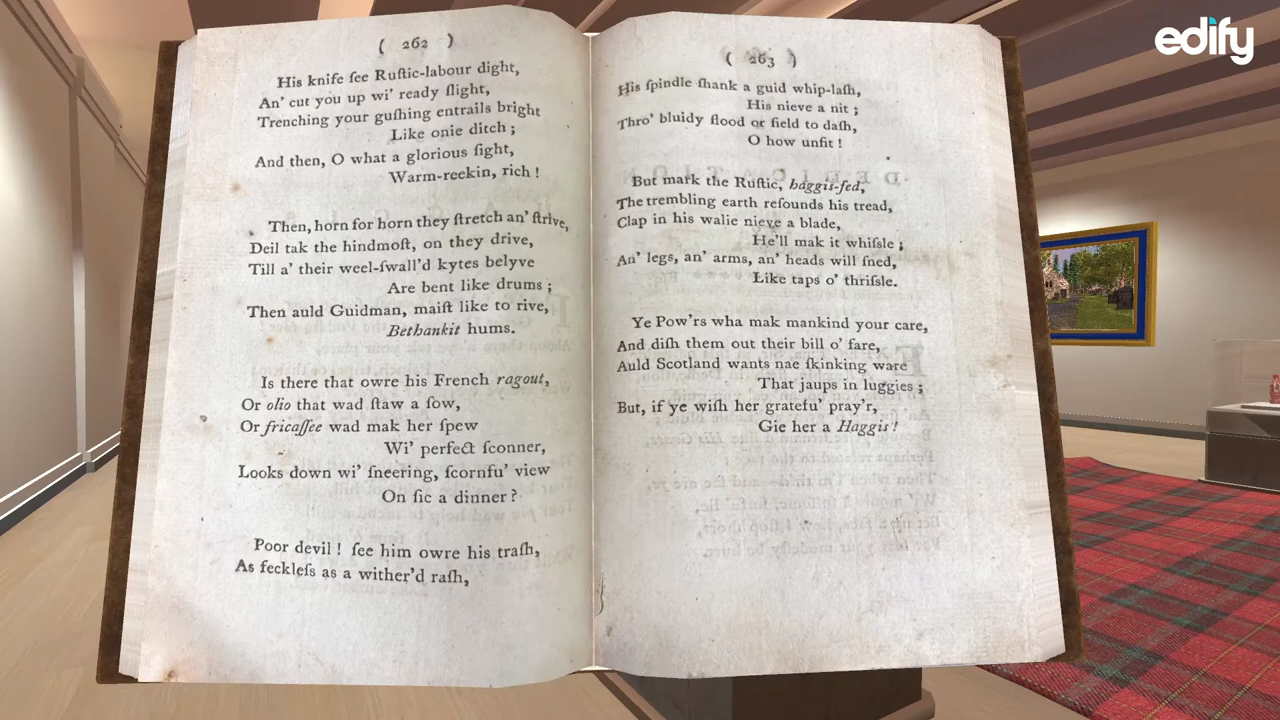 edify
( 262 )
His knife ſee Ruſtic-labour dight,
An' cut you up wi' ready ſlight,
Trenching your guſhing entrails bright
Like onie ditch ;
And then, O what a glorious ſight,
Warm-reekin, rich !
Then, horn for horn they ſtretch an' ſtrive,
Deil tak the hindmoſt, on they drive,
Till a' their weel-ſwall'd kytes belyve
Are bent like drums ;
Then auld Guidman, maiſt like to rive,
Bethankit hums.
Is there that owre his French ragout,
Or olio that wad ſtaw a ſow,
Or fricaſſee wad mak her ſpew
Wi' perfect ſconner,
Looks down wi' ſneering, ſcornfu' view
On ſic a dinner ?
Poor devil ! ſee him owre his traſh,
As feckleſs as a wither'd raſh,
( 263 )
His ſpindle ſhank a guid whip-laſh,
His nieve a nit ;
Thro' bluidy flood or field to daſh,
O how unfit !
But mark the Ruſtic, haggis-fed,
The trembling earth reſounds his tread,
Clap in his walie nieve a blade,
He'll mak it whiſsle ;
An' legs, an' arms, an' heads will ſned,
Like taps o' thriſsle.
Ye Pow'rs wha mak mankind your care,
And diſh them out their bill o' fare,
Auld Scotland wants nae ſkinking ware
That jaups in luggies ;
But, if ye wiſh her gratefu' pray'r,
Gie her a Haggis !